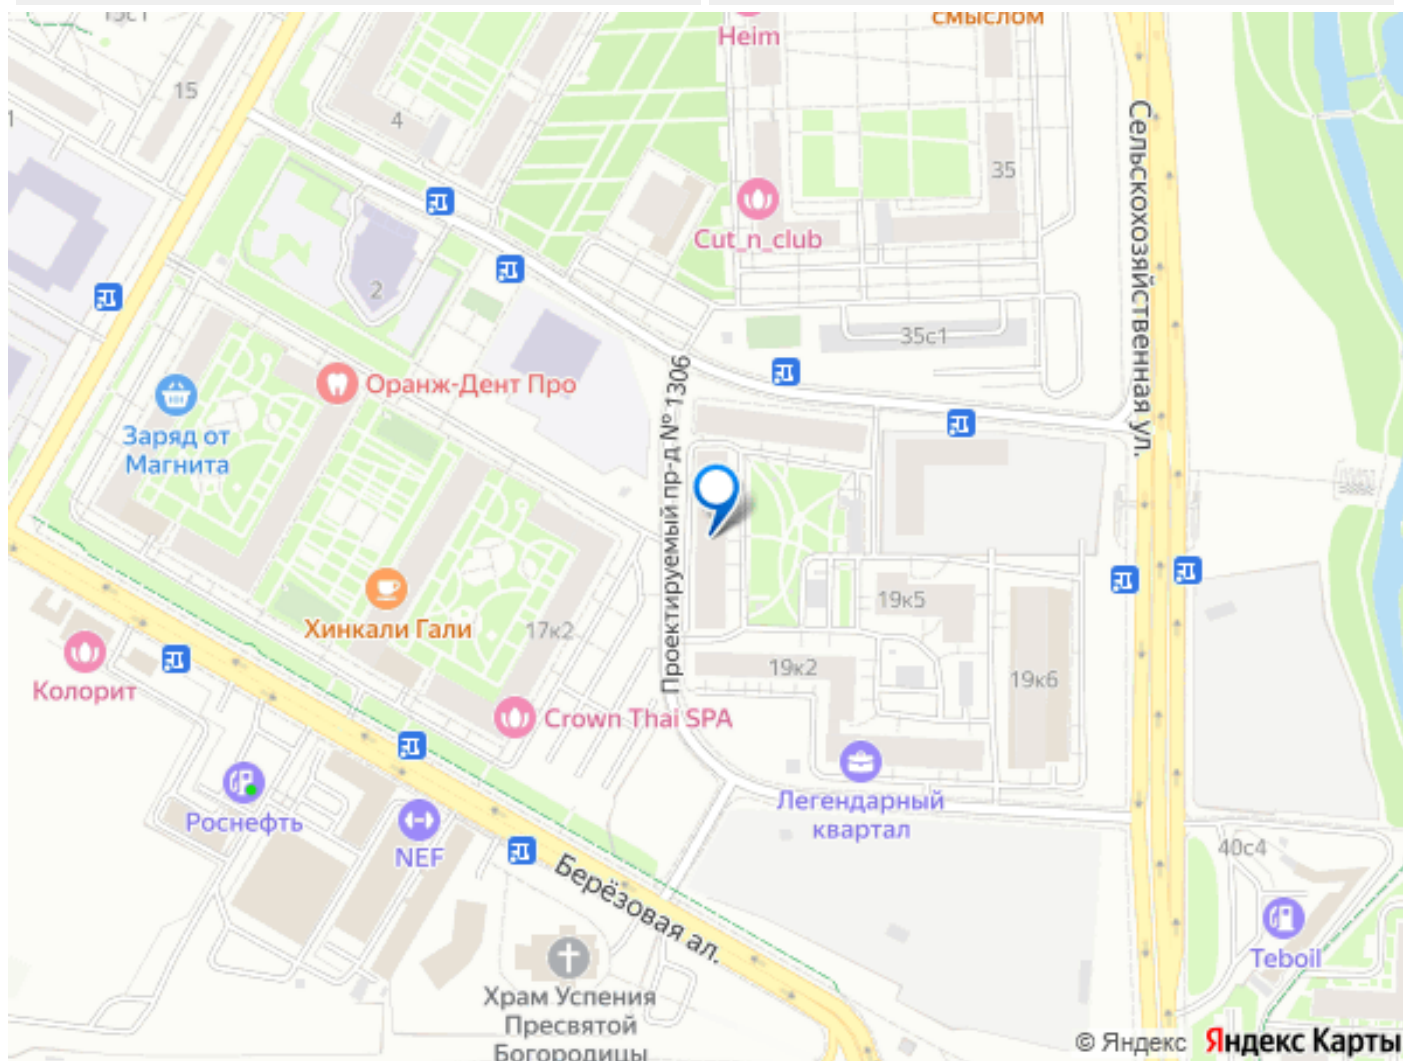 Heim
смыслом
15
4
35
Cut_n_club
Сельскохозяйственная ул.
2
35с1
Проектируемый пр-д № 1306
Оранж-Дент Про
Заряд от
Магнита
Хинкали Гали
17к2
19к5
19к2
19к6
Колорит
Crown Thai SPA
Роснефть
NEF
Легендарный
квартал
40с4
Берёзовая ал.
Teboil
Храм Успения
Пресвятой
Богородицы
© Яндекс Яндекс Карты